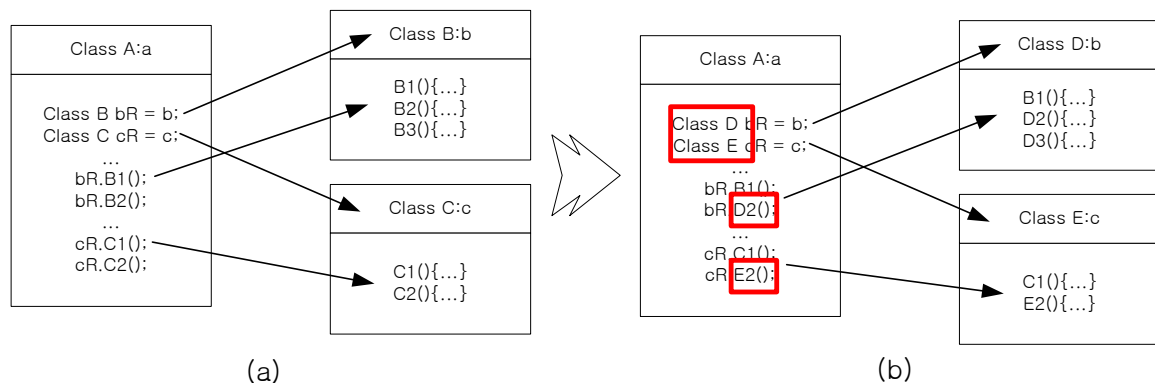 Class A:a
Class B bR = b;
Class C cR = c;
...
bR.B1();
bR.B2();
...
cR.C1();
cR.C2();
Class B:b
B1(){...}
B2(){...}
B3(){...}
Class C:c
C1(){...}
C2(){...}
(a)
Class A:a
Class D bR = b;
Class E cR = c;
...
bR.B1();
bR.D2();
...
cR.C1();
cR.E2();
Class D:b
B1(){...}
D2(){...}
D3(){...}
Class E:c
C1(){...}
E2(){...}
(b)